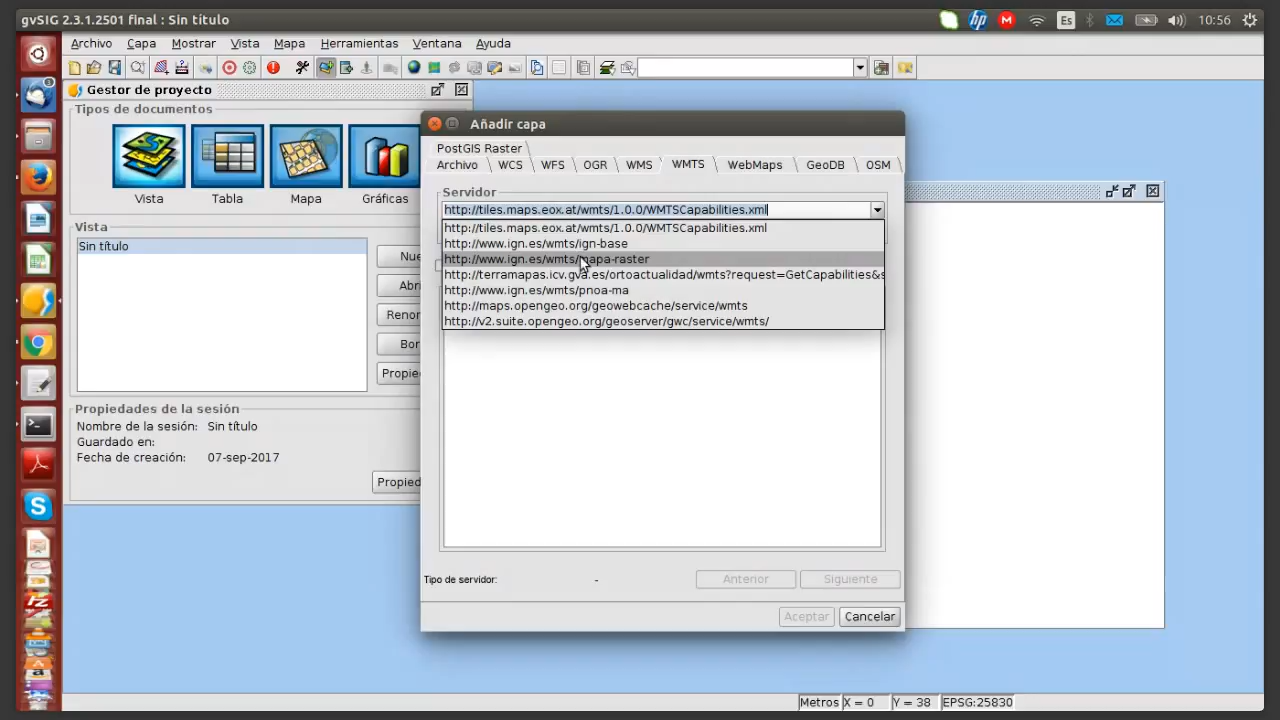 gvSIG 2.3.1.2501 final : Sin título
Es
10:56
Archivo Capa Mostrar Vista Mapa Herramientas Ventana Ayuda
Gestor de proyecto
Tipos de documentos
Vista Tabla Mapa Gráficas
Vista
Sin título
Nue
Abri
Renor
Bor
Propie
Propiedades de la sesión
Nombre de la sesión: Sin título
Guardado en:
Fecha de creación: 07-sep-2017
Propied
Añadir capa
PostGIS Raster
Archivo WCS WFS OGR WMS WMTS WebMaps GeoDB OSM
Servidor
http://tiles.maps.eox.at/wmts/1.0.0/WMTSCapabilities.xml
http://tiles.maps.eox.at/wmts/1.0.0/WMTSCapabilities.xml
http://www.ign.es/wmts/ign-base
http://www.ign.es/wmts/mapa-raster
http://terramapas.icv.gva.es/ortoactualidad/wmts?request=GetCapabilities&s
http://www.ign.es/wmts/pnoa-ma
http://maps.opengeo.org/geowebcache/service/wmts
http://v2.suite.opengeo.org/geoserver/gwc/service/wmts/
Tipo de servidor: -
Anterior Siguiente
Aceptar Cancelar
Metros X = 0 Y = 38 EPSG:25830